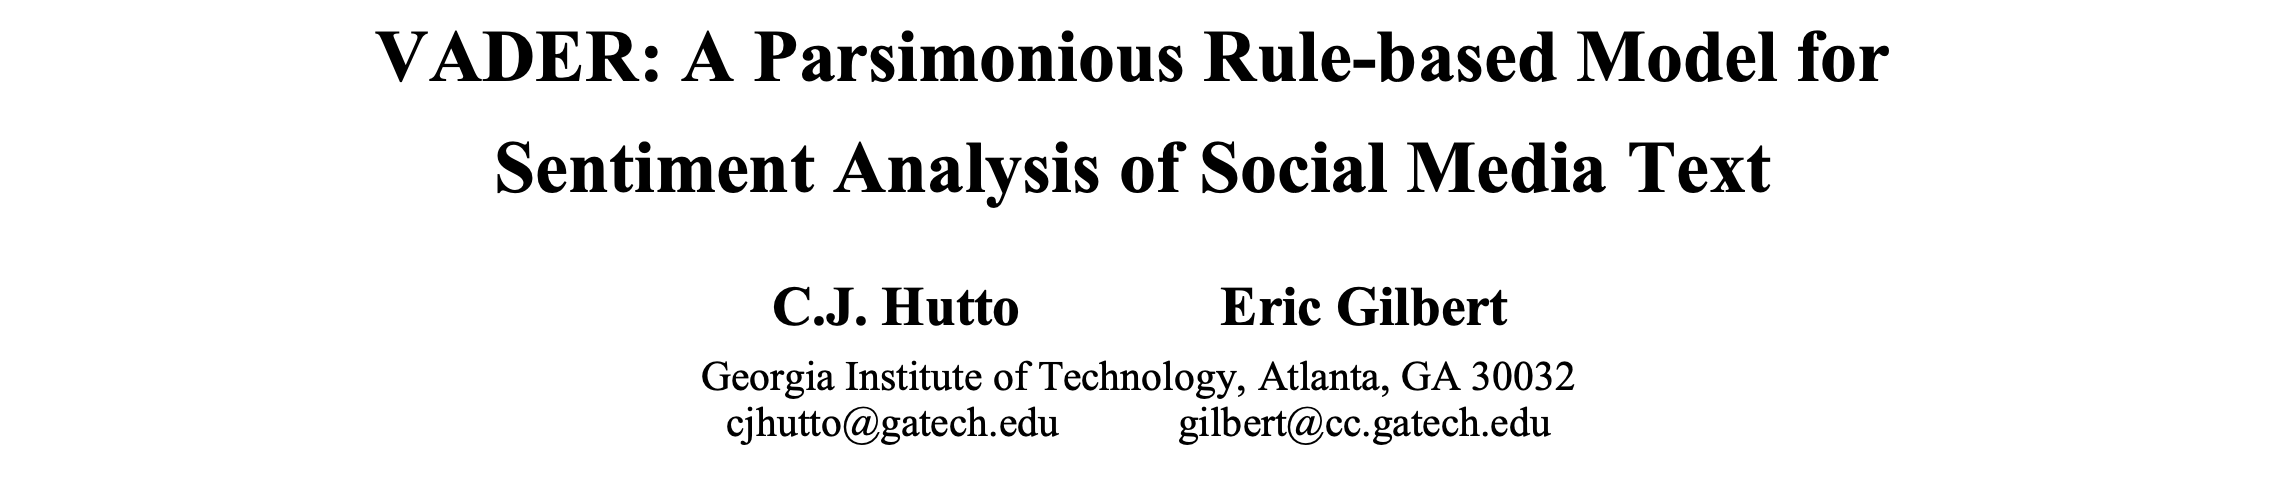 VADER: A Parsimonious Rule-based Model for
Sentiment Analysis of Social Media Text
C.J. Hutto Eric Gilbert
Georgia Institute of Technology, Atlanta, GA 30032
cjhutto@gatech.edu gilbert@cc.gatech.edu